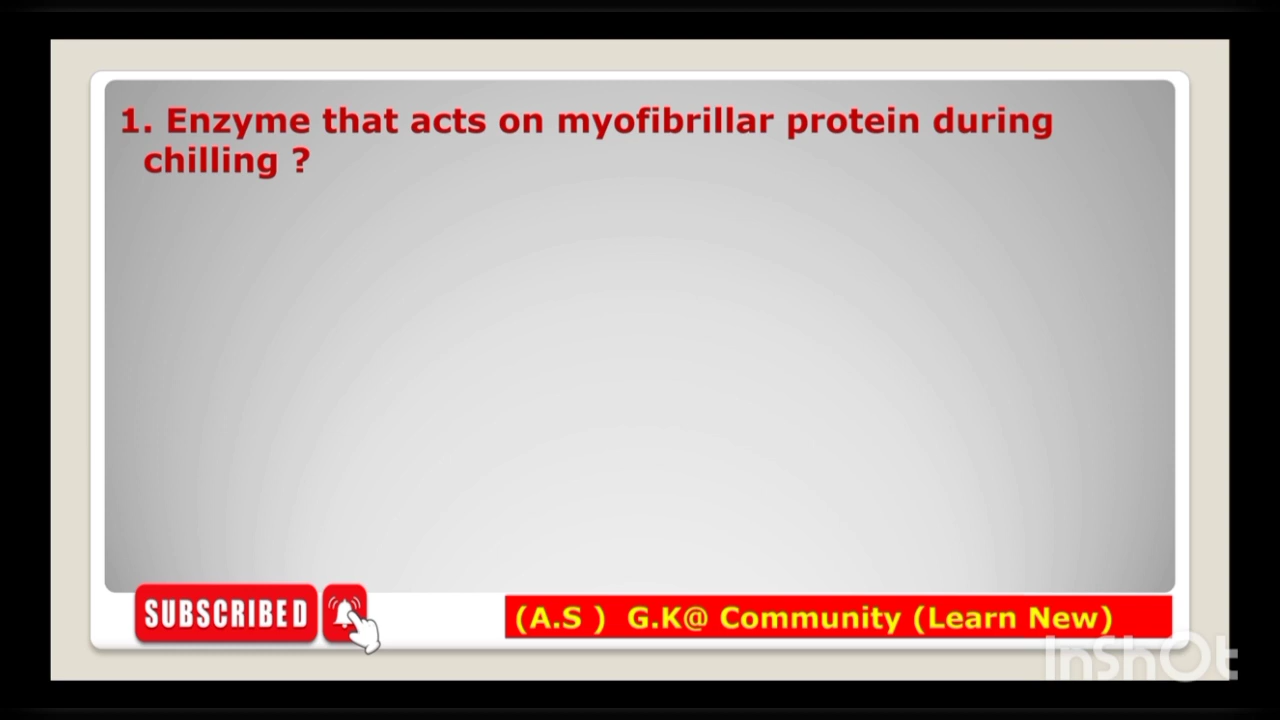 1. Enzyme that acts on myofibrillar protein during
chilling ?
SUBSCRIBED
(A.S ) G.K@ Community (Learn New)
InShOt